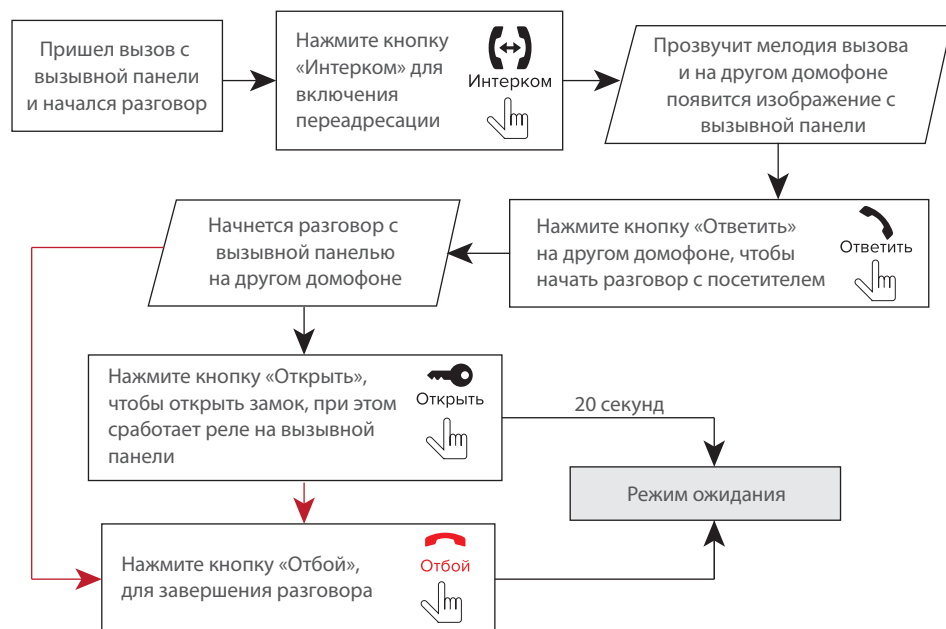 Пришел вызов с
вызывной панели
и начался разговор
Нажмите кнопку
«Интерком» для
включения
переадресации
Интерком
Прозвучит мелодия вызова
и на другом домофоне
появится изображение с
вызывной панели
Начнется разговор с
вызывной панелью
на другом домофоне
Нажмите кнопку «Ответить»
на другом домофоне, чтобы
начать разговор с посетителем
Ответить
Нажмите кнопку «Открыть»,
чтобы открыть замок, при этом
сработает реле на вызывной
панели
Открыть
20 секунд
Режим ожидания
Нажмите кнопку «Отбой»,
для завершения разговора
Отбой